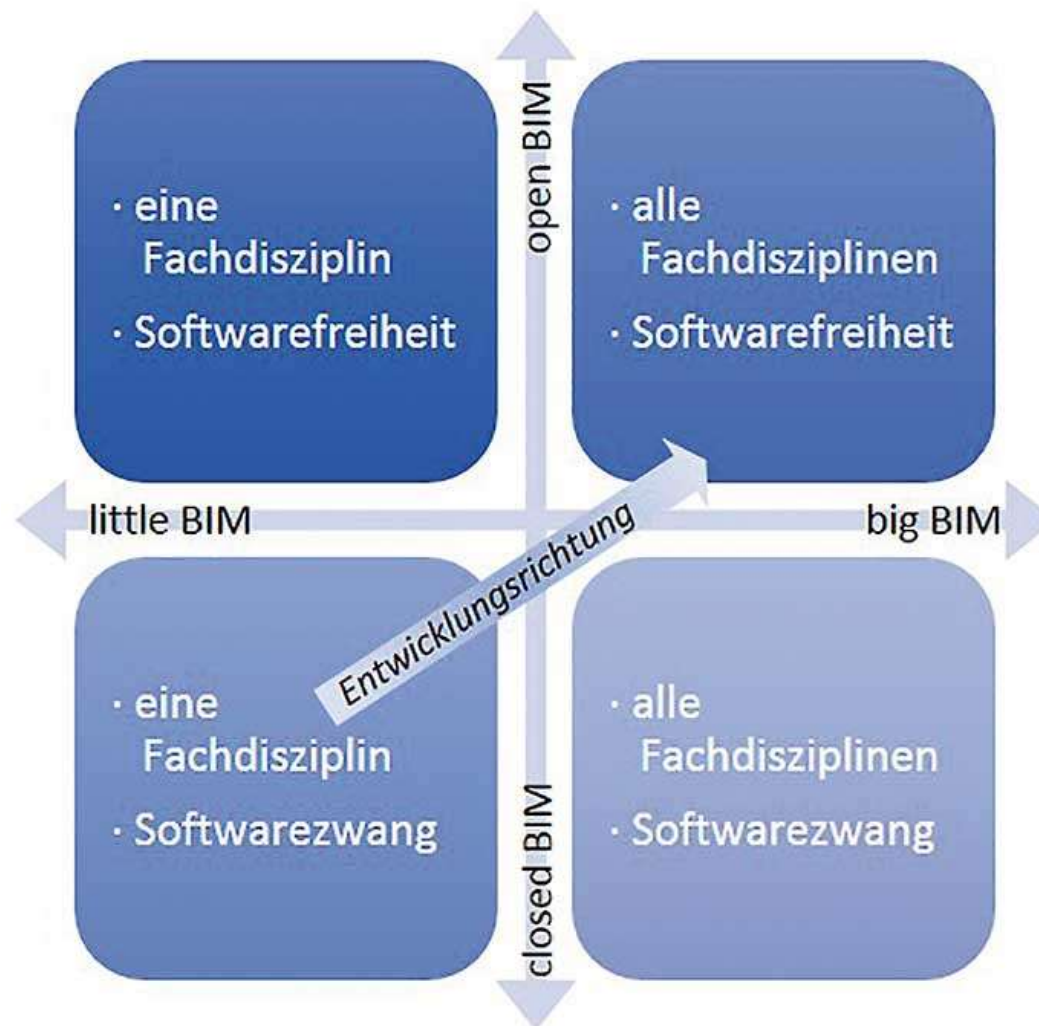 open BIM
· eine
Fachdisziplin
· Softwarefreiheit
· alle
Fachdisziplinen
· Softwarefreiheit
little BIM
big BIM
Entwicklungsrichtung
· eine
Fachdisziplin
· Softwarezwang
· alle
Fachdisziplinen
· Softwarezwang
closed BIM